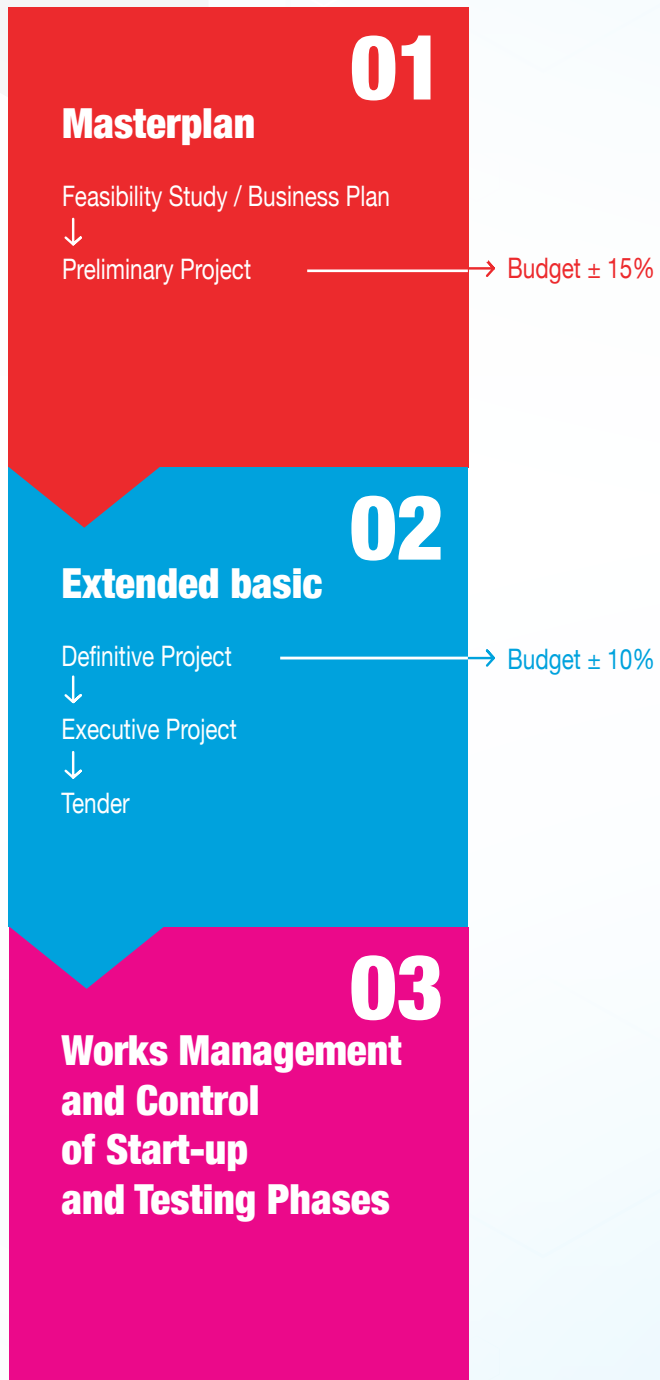 01
Masterplan
Feasibility Study / Business Plan
↓
Preliminary Project → Budget ± 15%
02
Extended basic
Definitive Project → Budget ± 10%
↓
Executive Project
↓
Tender
03
Works Management
and Control
of Start-up
and Testing Phases